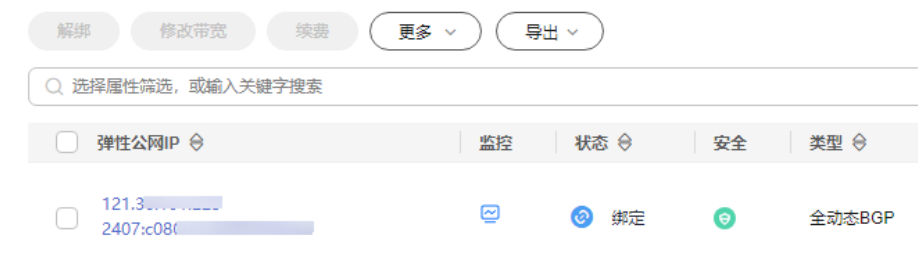 解绑 修改带宽 续费 更多 导出
选择属性筛选，或输入关键字搜索
弹性公网IP 监控 状态 安全 类型
121.3
2407:c08
绑定 全动态BGP